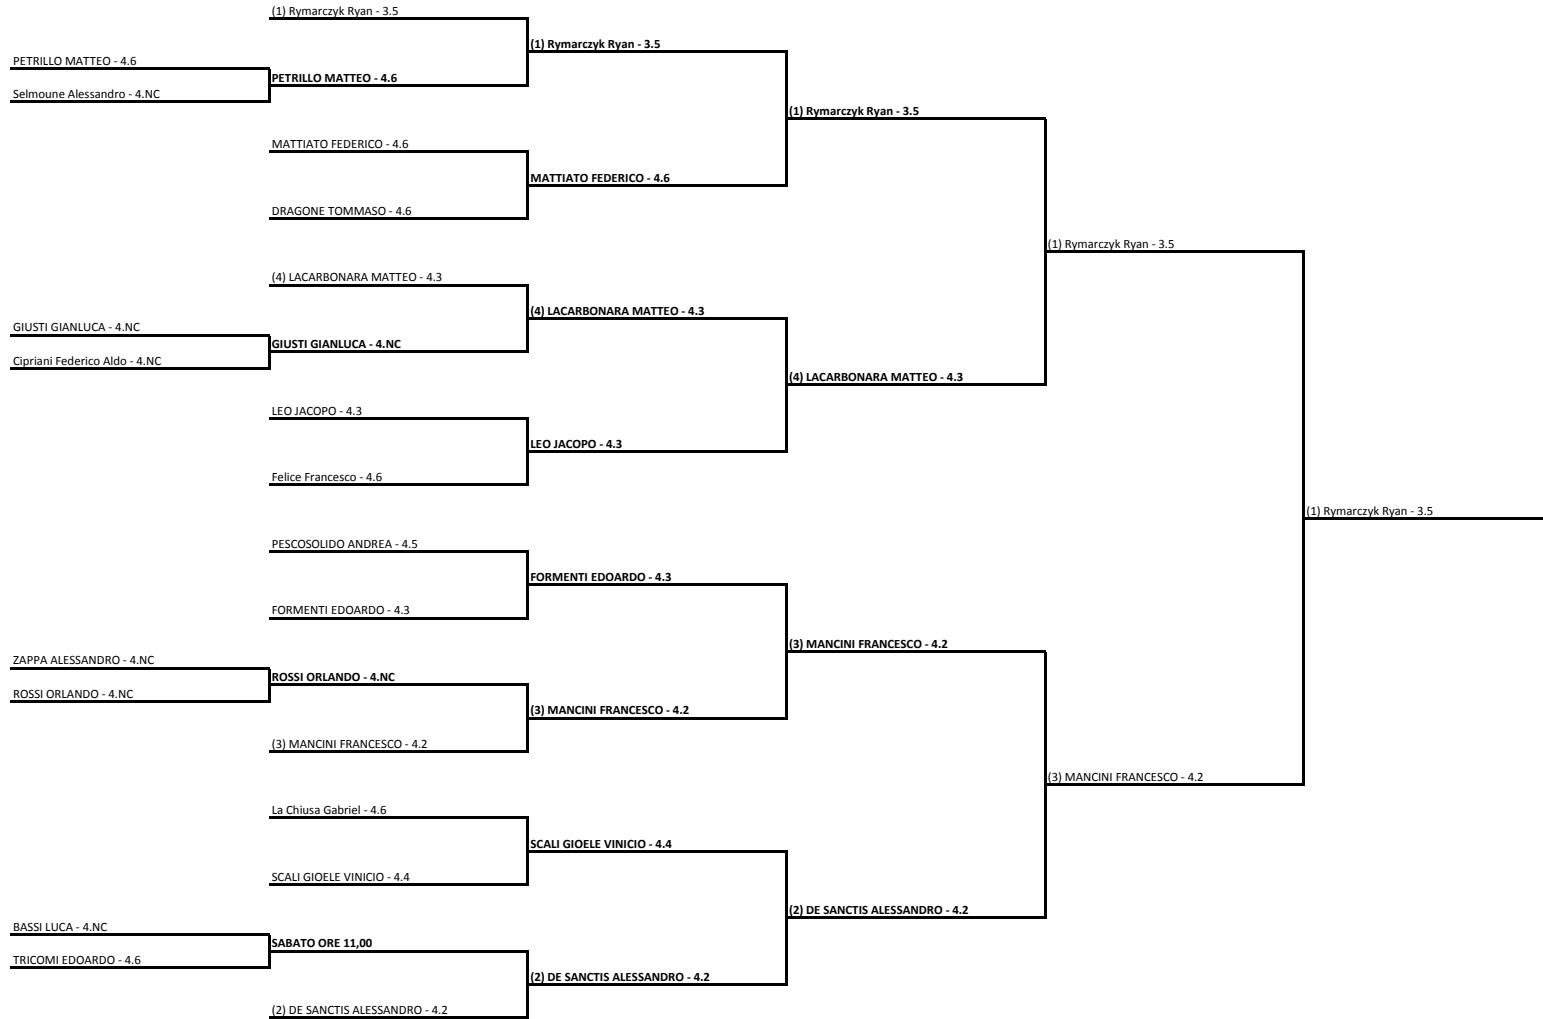 (1) Rymarczyk Ryan - 3.5
(1) Rymarczyk Ryan - 3.5
PETRILLO MATTEO - 4.6
PETRILLO MATTEO - 4.6
Selmoune Alessandro - 4.NC
(1) Rymarczyk Ryan - 3.5
MATTIATO FEDERICO - 4.6
MATTIATO FEDERICO - 4.6
DRAGONE TOMMASO - 4.6
(1) Rymarczyk Ryan - 3.5
(4) LACARBONARA MATTEO - 4.3
(4) LACARBONARA MATTEO - 4.3
GIUSTI GIANLUCA - 4.NC
GIUSTI GIANLUCA - 4.NC
Cipriani Federico Aldo - 4.NC
(4) LACARBONARA MATTEO - 4.3
LEO JACOPO - 4.3
LEO JACOPO - 4.3
Felice Francesco - 4.6
(1) Rymarczyk Ryan - 3.5
PESCOSOLIDO ANDREA - 4.5
FORMENTI EDOARDO - 4.3
FORMENTI EDOARDO - 4.3
(3) MANCINI FRANCESCO - 4.2
ZAPPA ALESSANDRO - 4.NC
ROSSI ORLANDO - 4.NC
ROSSI ORLANDO - 4.NC
(3) MANCINI FRANCESCO - 4.2
(3) MANCINI FRANCESCO - 4.2
(3) MANCINI FRANCESCO - 4.2
La Chiusa Gabriel - 4.6
SCALI GIOELE VINICIO - 4.4
SCALI GIOELE VINICIO - 4.4
(2) DE SANCTIS ALESSANDRO - 4.2
BASSI LUCA - 4.NC
SABATO ORE 11,00
TRICOMI EDOARDO - 4.6
(2) DE SANCTIS ALESSANDRO - 4.2
(2) DE SANCTIS ALESSANDRO - 4.2